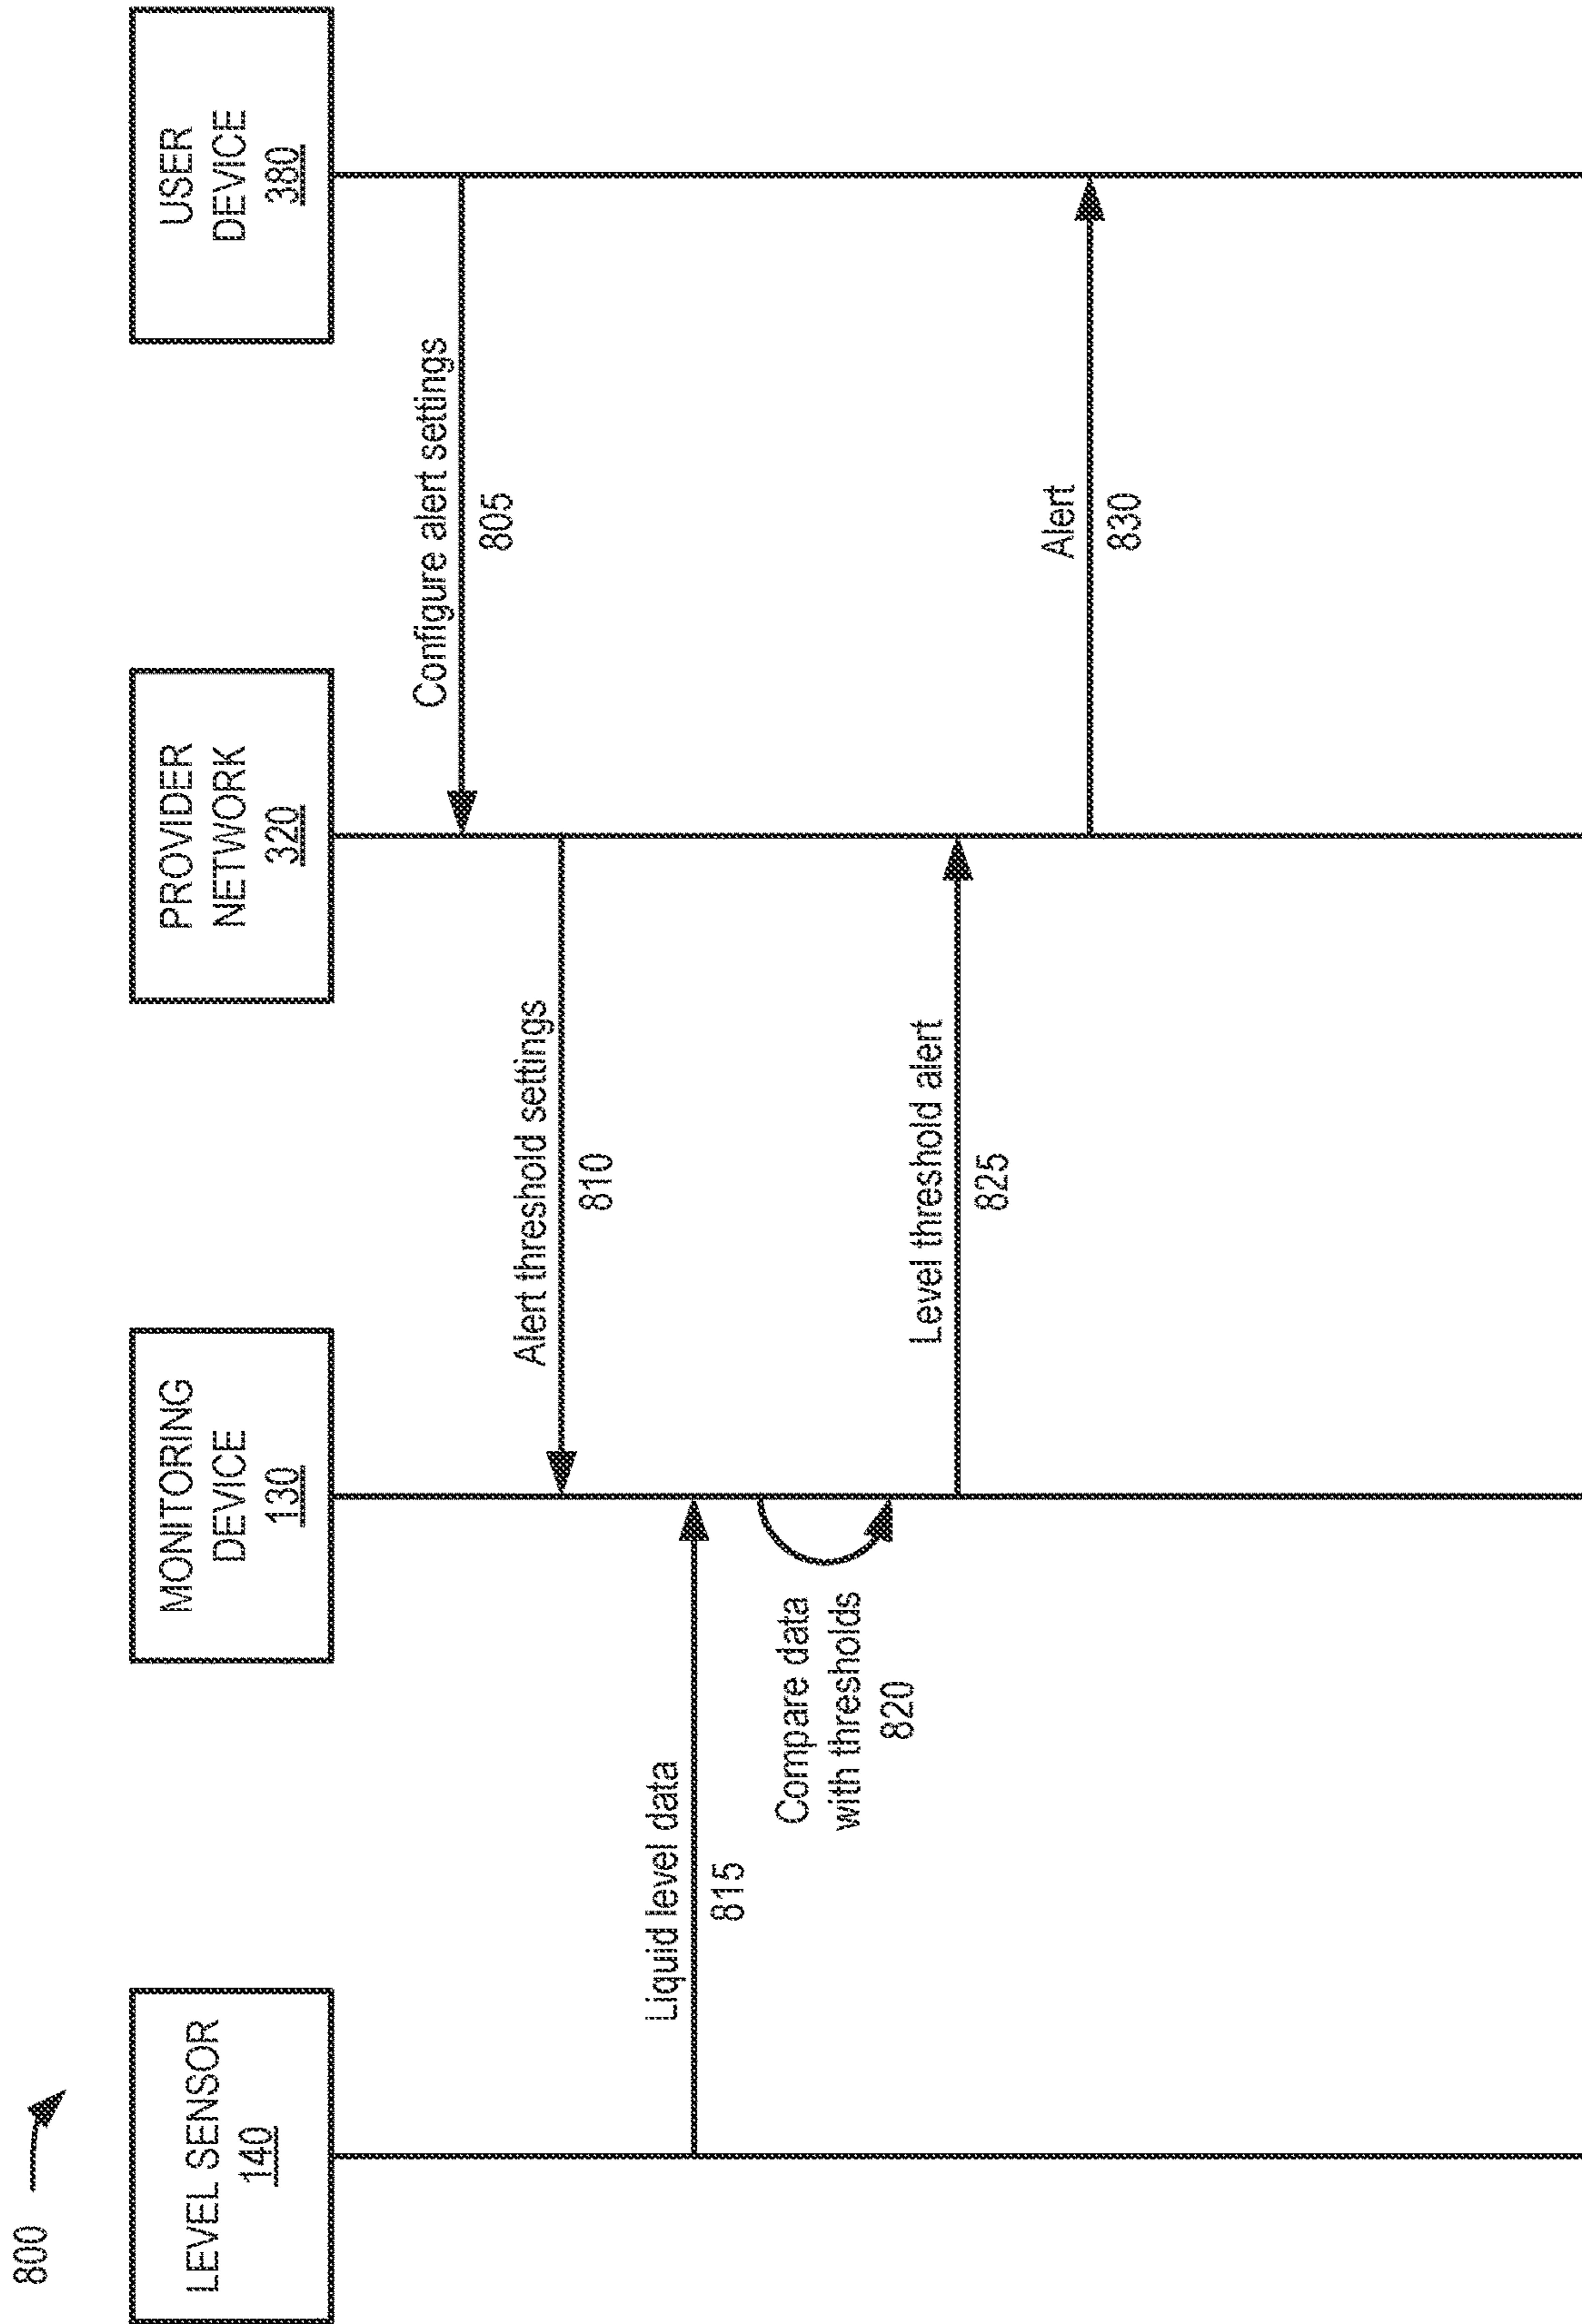 800
LEVEL SENSOR
140
MONITORING
DEVICE
130
PROVIDER
NETWORK
320
USER
DEVICE
380
Configure alert settings
805
Alert threshold settings
810
Liquid level data
815
Compare data
with thresholds
820
Level threshold alert
825
Alert
830